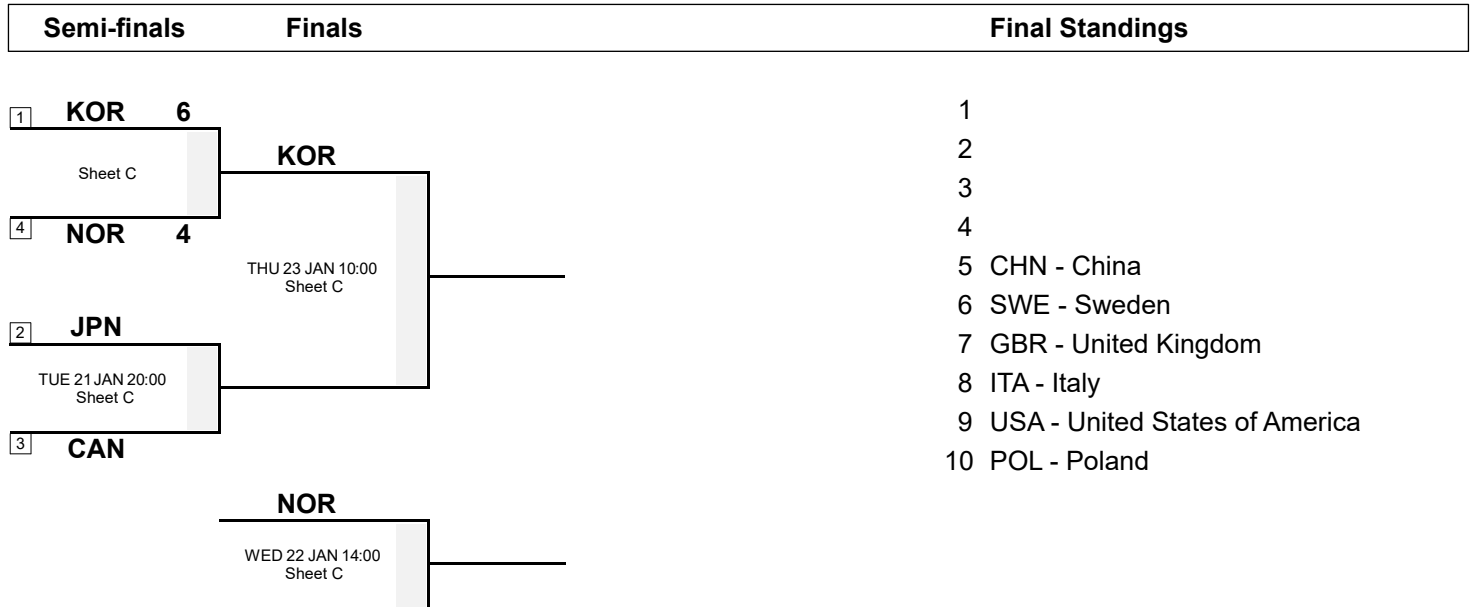 Semi-finals Finals Final Standings
1 KOR 6
Sheet C
4 NOR 4
KOR
THU 23 JAN 10:00
Sheet C
2 JPN
TUE 21 JAN 20:00
Sheet C
3 CAN
NOR
WED 22 JAN 14:00
Sheet C
1
2
3
4
5 CHN - China
6 SWE - Sweden
7 GBR - United Kingdom
8 ITA - Italy
9 USA - United States of America
10 POL - Poland